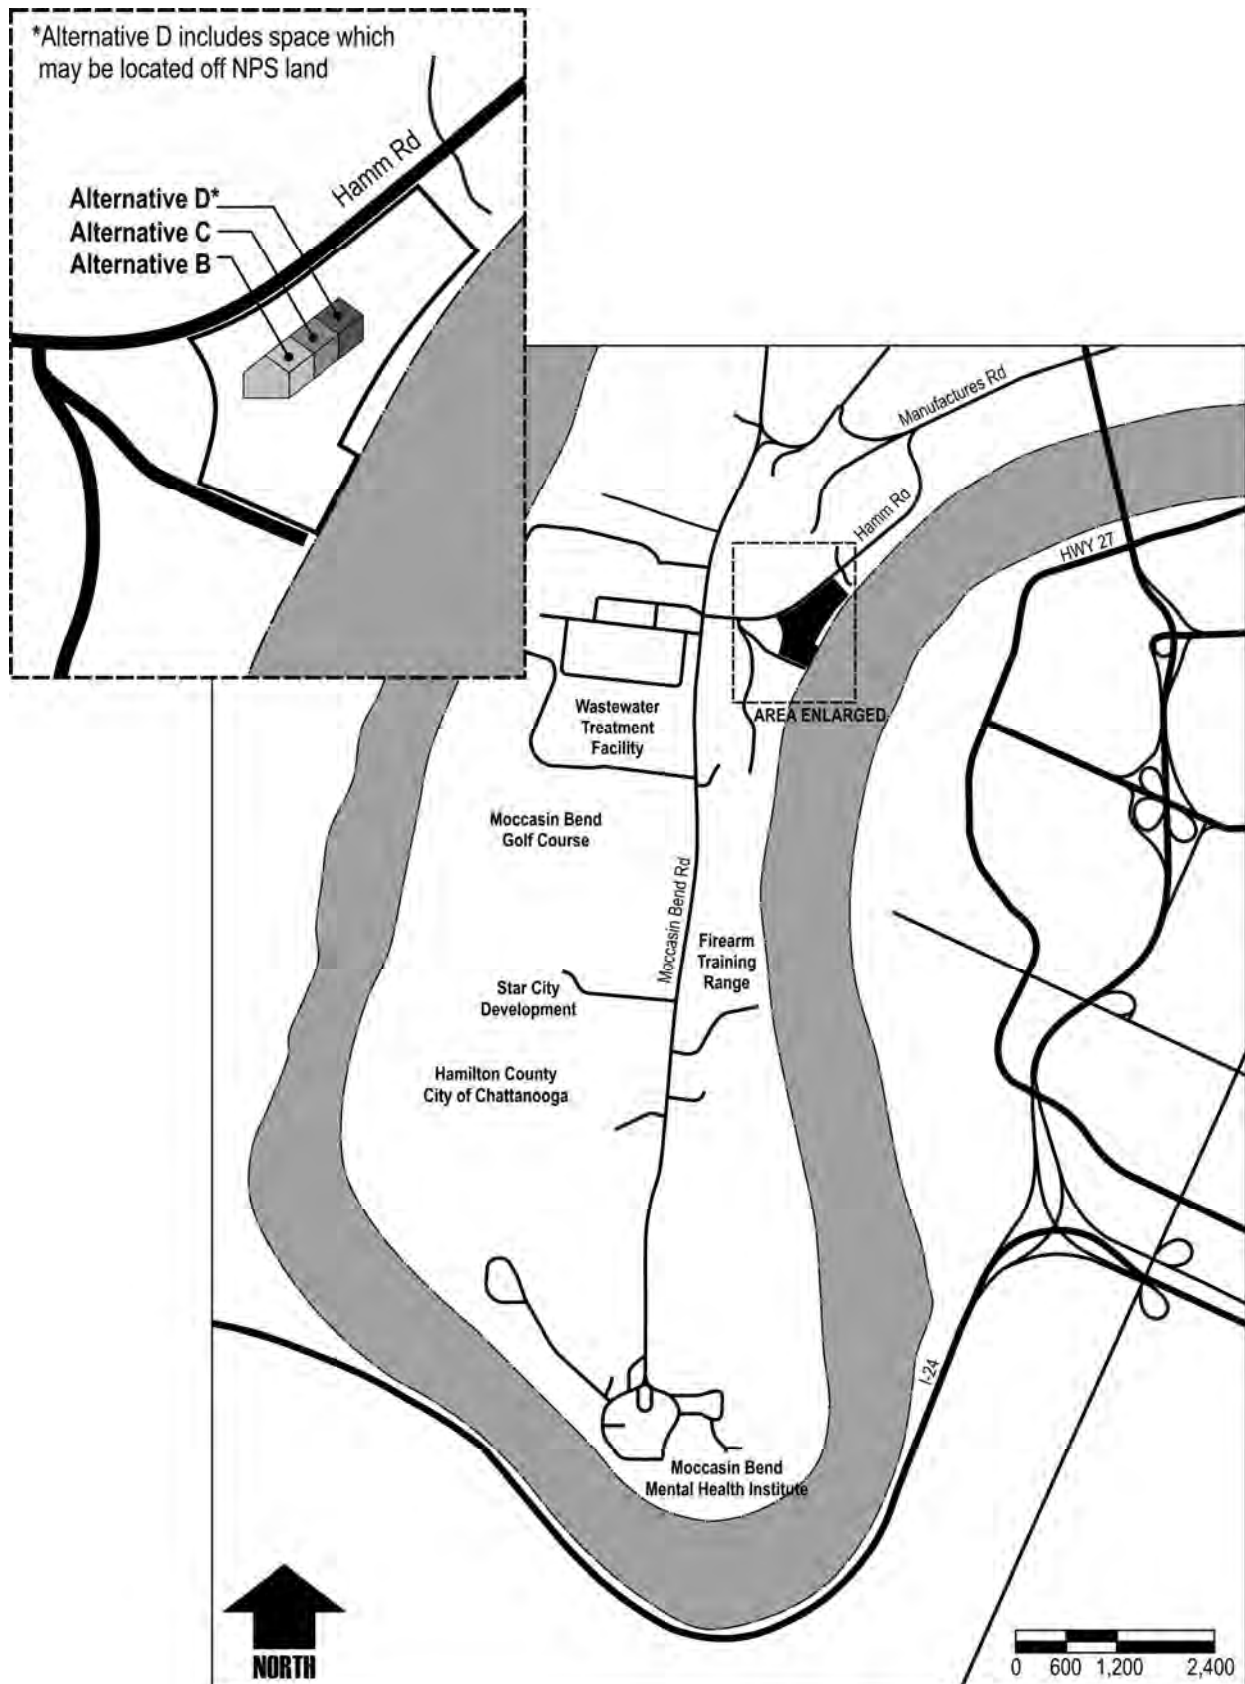 *Alternative D includes space which
may be located off NPS land
Hamm Rd
Alternative D*
Alternative C
Alternative B
Manufactures Rd
Hamm Rd
HWY 27
AREA ENLARGED
Wastewater
Treatment
Facility
Moccasin Bend
Golf Course
Moccasin Bend Rd
Firearm
Training
Range
Star City
Development
Hamilton County
City of Chattanooga
I-24
Moccasin Bend
Mental Health Institute
NORTH
0 600 1,200 2,400